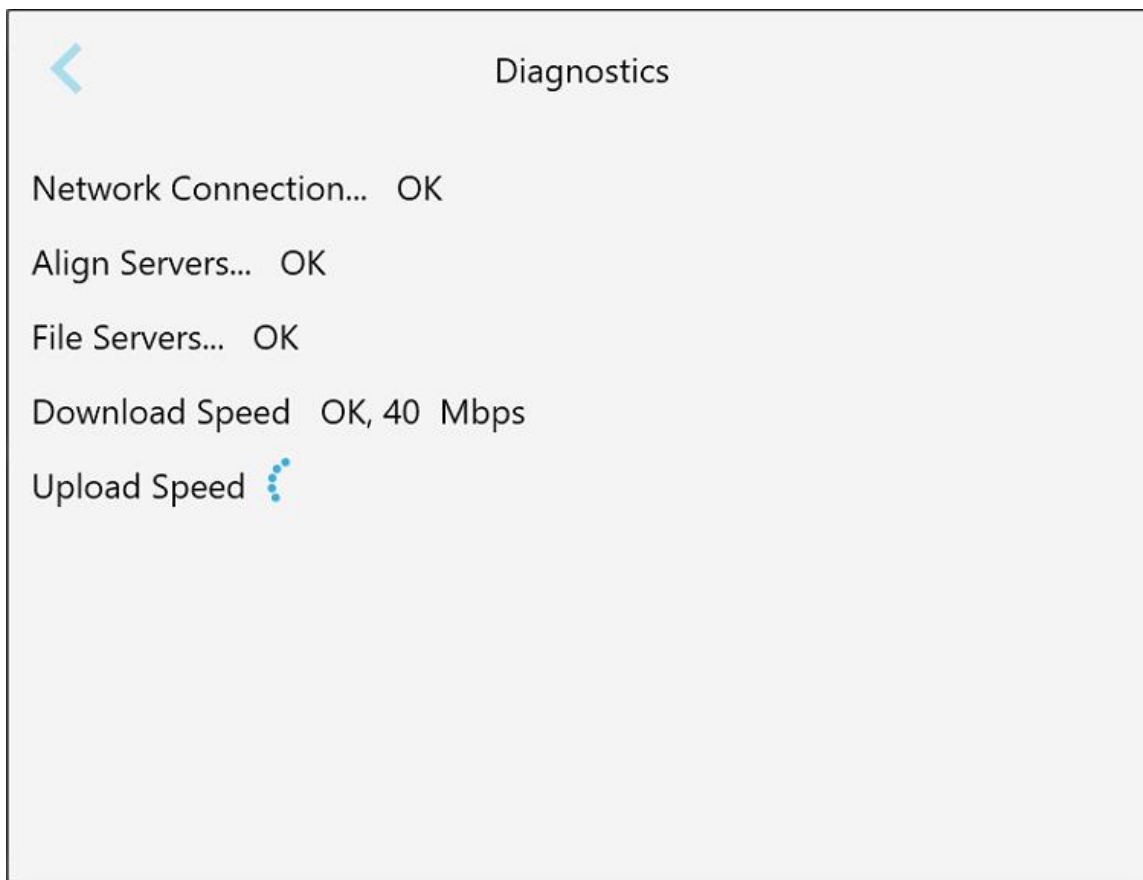 Diagnostics
Network Connection... OK
Align Servers... OK
File Servers... OK
Download Speed OK, 40 Mbps
Upload Speed